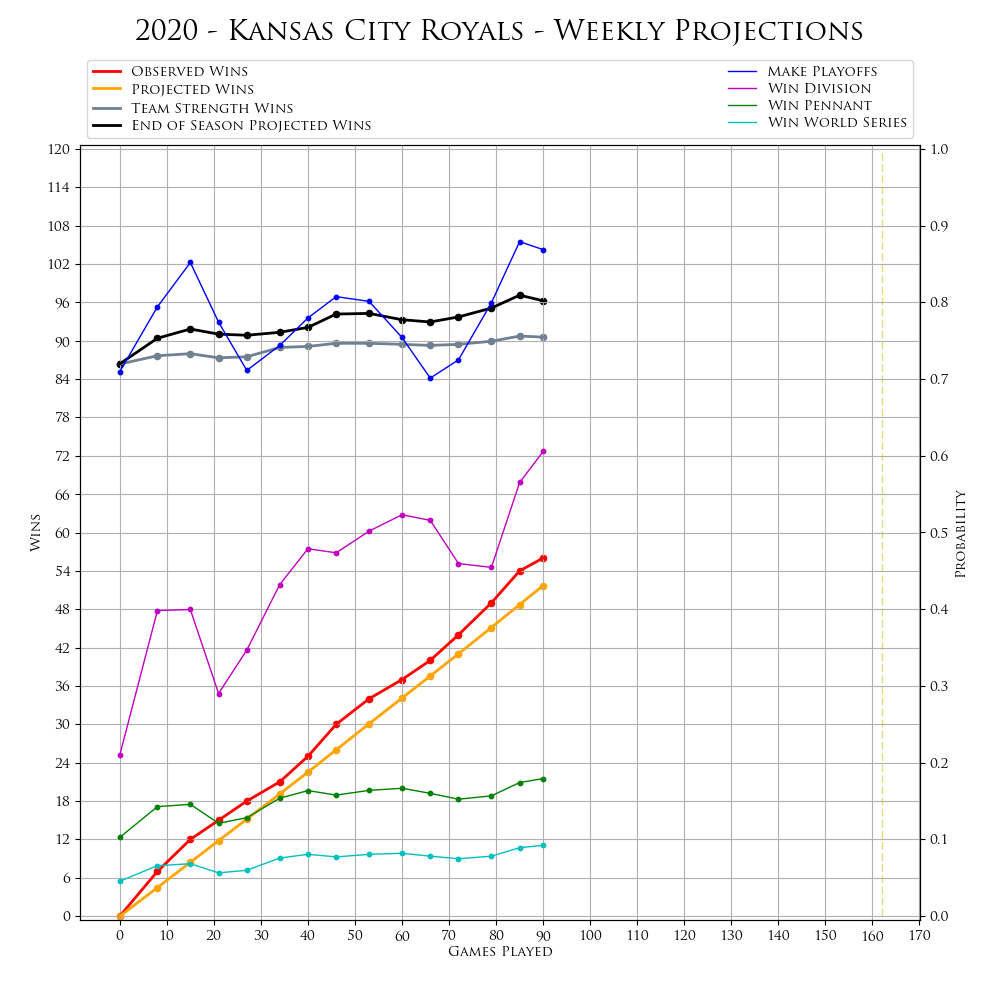 2020 - Kansas City Royals - Weekly Projections
Observed Wins
Projected Wins
Team Strength Wins
End of Season Projected Wins
Make Playoffs
Win Division
Win Pennant
Win World Series
120
114
108
102
96
90
84
78
72
66
60
54
48
42
36
30
24
18
12
6
0
Wins
1.0
0.9
0.8
0.7
0.6
0.5
0.4
0.3
0.2
0.1
0.0
Probability
0 10 20 30 40 50 60 70 80 90 100 110 120 130 140 150 160 170
Games Played